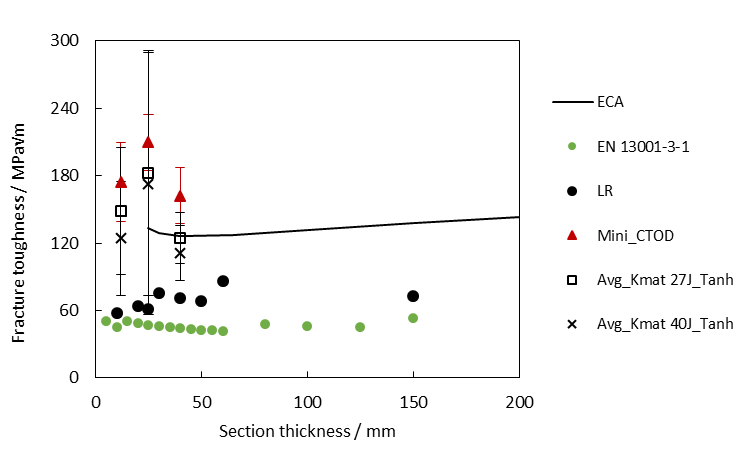 300
240
180
120
60
0
0 50 100 150 200
Fracture toughness / MPa√m
Section thickness / mm
ECA
EN 13001-3-1
LR
Mini_CTOD
Avg_Kmat 27J_Tanh
Avg_Kmat 40J_Tanh